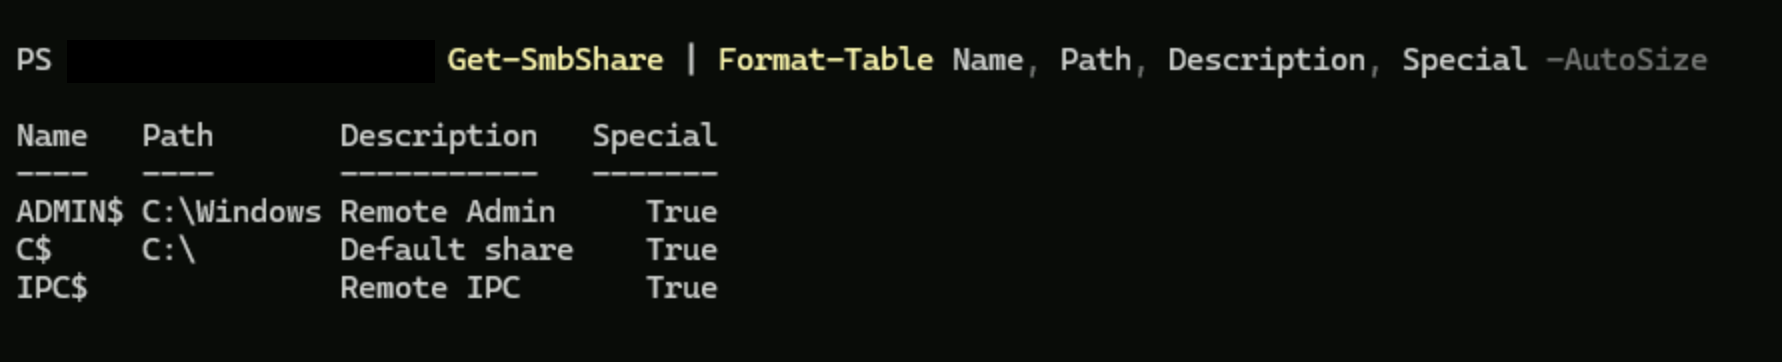 PS Get-SmbShare | Format-Table Name, Path, Description, Special -AutoSize
Name Path Description Special
---- ---- ----------- -------
ADMIN$ C:\Windows Remote Admin True
C$ C:\ Default share True
IPC$ Remote IPC True